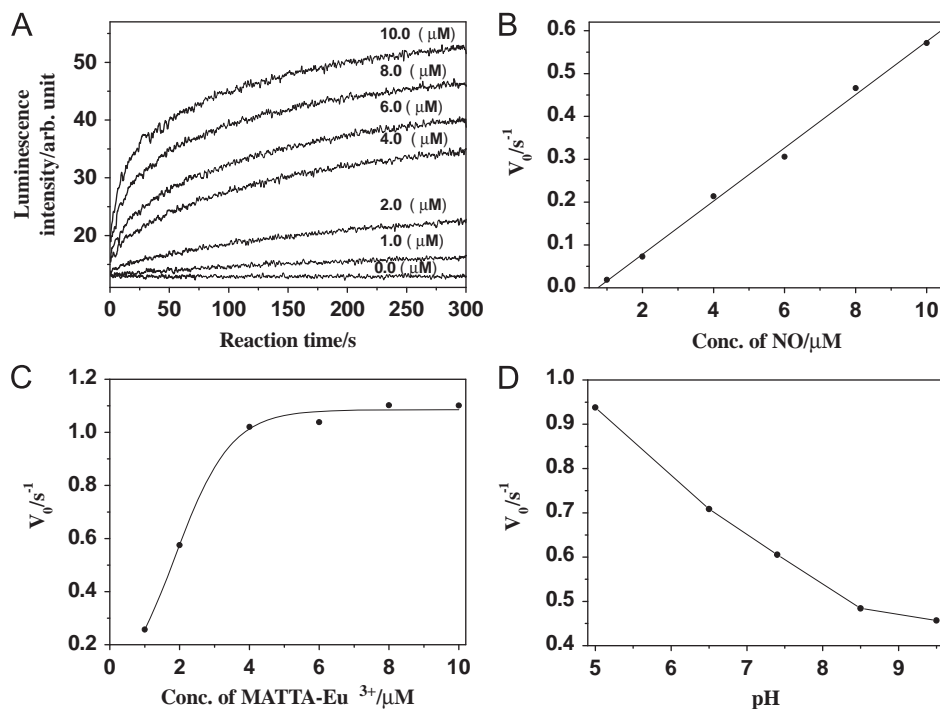 A
Luminescence
intensity/arb. unit
50
40
30
20
10.0 ( μM)
8.0 (μM)
6.0 (μM)
4.0 (μM)
2.0 (μM)
1.0 ( μM)
0.0 ( μM)
0 50 100 150 200 250 300
Reaction time/s
B
V0/s-1
0.6
0.5
0.4
0.3
0.2
0.1
0.0
2 4 6 8 10
Conc. of NO/μM
C
V0/s-1
1.2
1.0
0.8
0.6
0.4
0.2
0 2 4 6 8 10
Conc. of MATTA-Eu 3+/μM
D
V0/s-1
1.0
0.9
0.8
0.7
0.6
0.5
0.4
5 6 7 8 9
pH